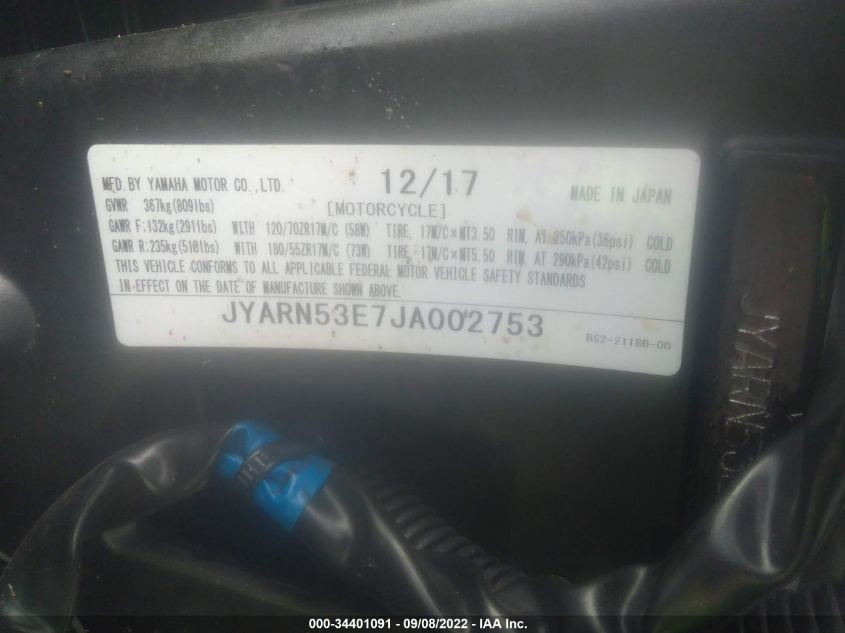 MFD. BY YAMAHA MOTOR CO., LTD. 12/17 MADE IN JAPAN
GVWR 367kg(809lbs) [MOTORCYCLE]
GAWR F: 132kg(291lbs) WITH 120/70ZR17M/C (58W) TIRE, 17M/C×MT3.50 RIM, AT 250kPa(36psi) COLD
GAWR R: 235kg(518lbs) WITH 180/55ZR17M/C (73W) TIRE, 17M/C×MT5.50 RIM, AT 290kPa(42psi) COLD
THIS VEHICLE CONFORMS TO ALL APPLICABLE FEDERAL MOTOR VEHICLE SAFETY STANDARDS
IN EFFECT ON THE DATE OF MANUFACTURE SHOWN ABOVE.
JYARN53E7JA002753 BS2-2118B-00
JYARN53
000-34401091 - 09/08/2022 - IAA Inc.